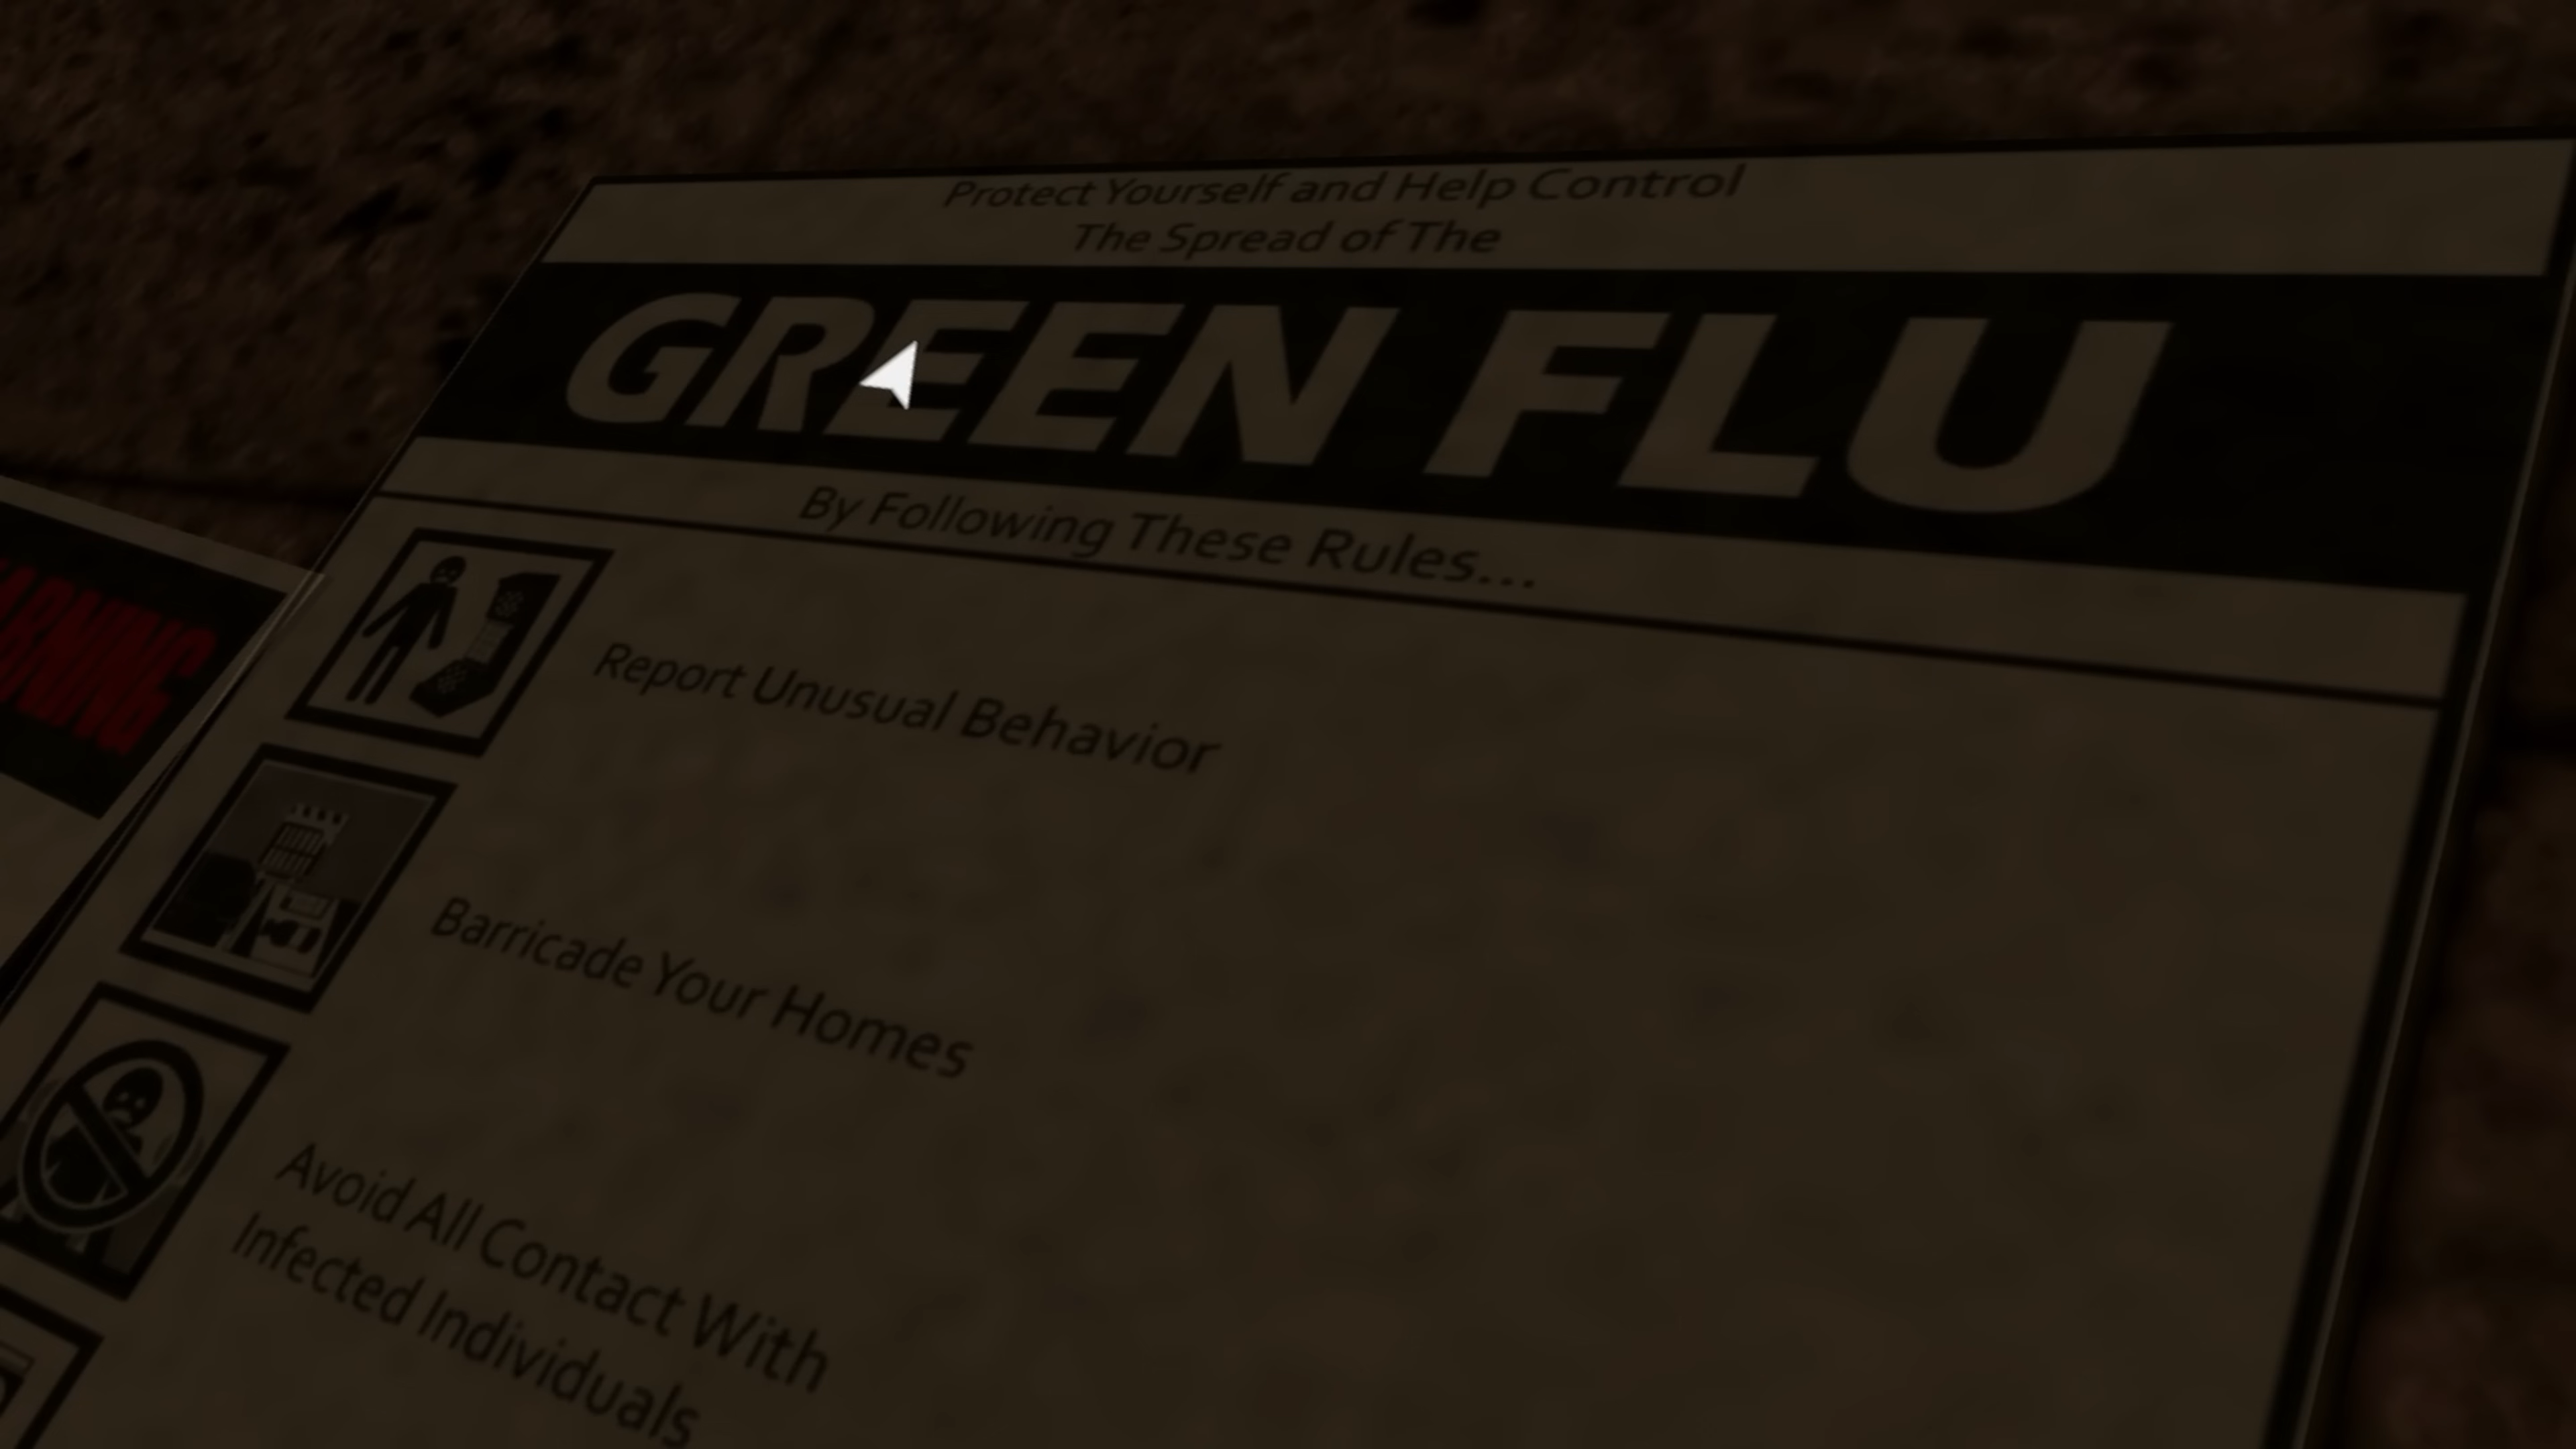 Protect Yourself and Help Control
The Spread of The
GREEN FLU
By Following These Rules...
Report Unusual Behavior
Barricade Your Homes
Avoid All Contact With
Infected Individuals